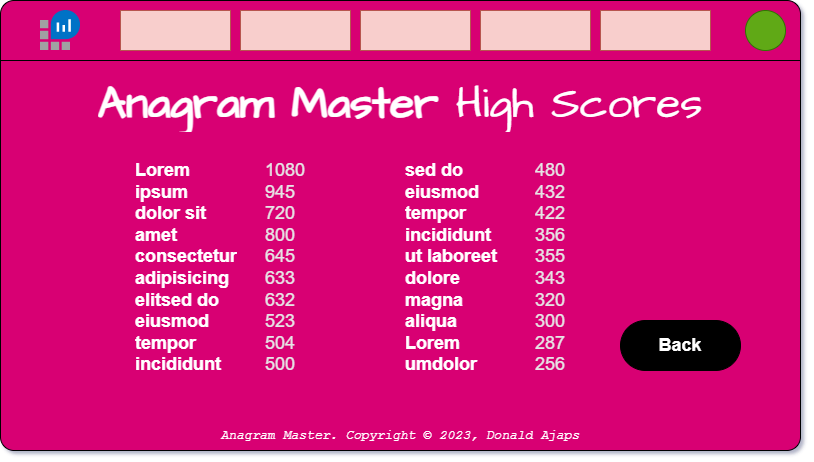 Anagram Master High Scores
Lorem 1080
ipsum 945
dolor sit 720
amet 800
consectetur 645
adipisicing 633
elitsed do 632
eiusmod 523
tempor 504
incididunt 500
sed do 480
eiusmod 432
tempor 422
incididunt 356
ut laboreet 355
dolore 343
magna 320
aliqua 300
Lorem 287
umdolor 256
Back
Anagram Master. Copyright © 2023, Donald Ajaps